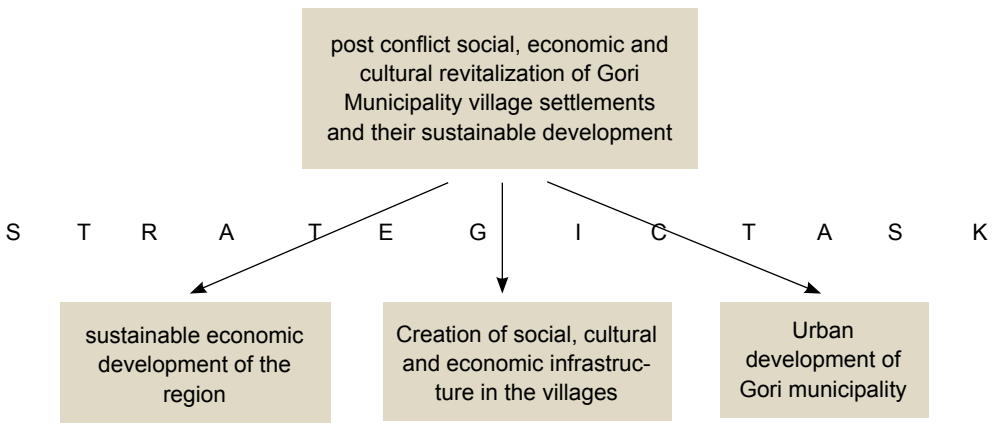 post conflict social, economic and
cultural revitalization of Gori
Municipality village settlements
and their sustainable development
S T R A T E G I C T A S K
sustainable economic
development of the
region
Creation of social, cultural
and economic infrastruc-
ture in the villages
Urban
development of
Gori municipality